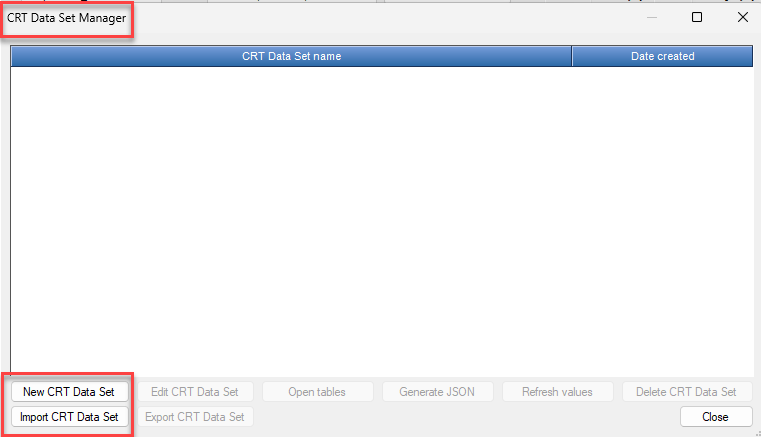 CRT Data Set Manager
CRT Data Set name Date created
New CRT Data Set Edit CRT Data Set Open tables Generate JSON Refresh values Delete CRT Data Set
Import CRT Data Set Export CRT Data Set Close